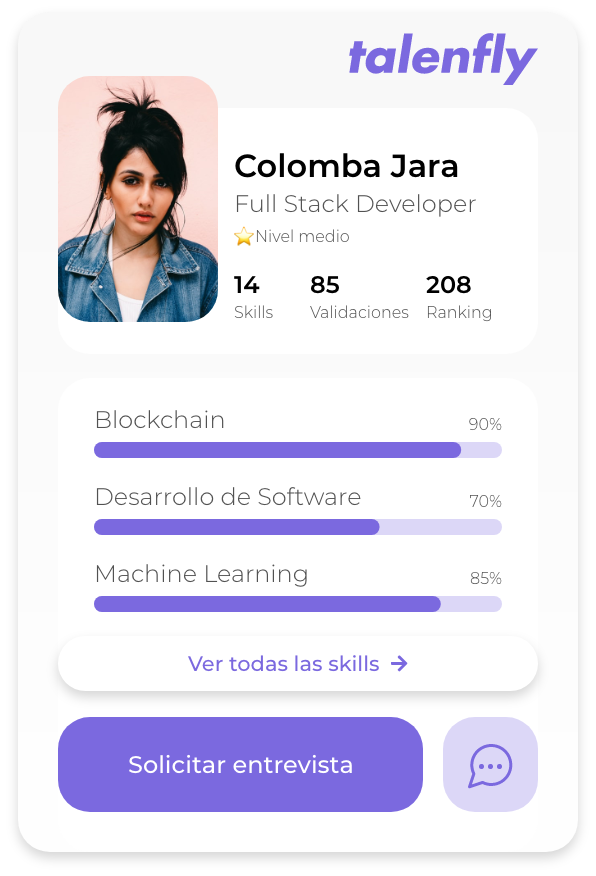 talenfly
Colomba Jara
Full Stack Developer
⭐Nivel medio
14 85 208
Skills Validaciones Ranking
Blockchain 90%
Desarrollo de Software 70%
Machine Learning 85%
Ver todas las skills →
Solicitar entrevista